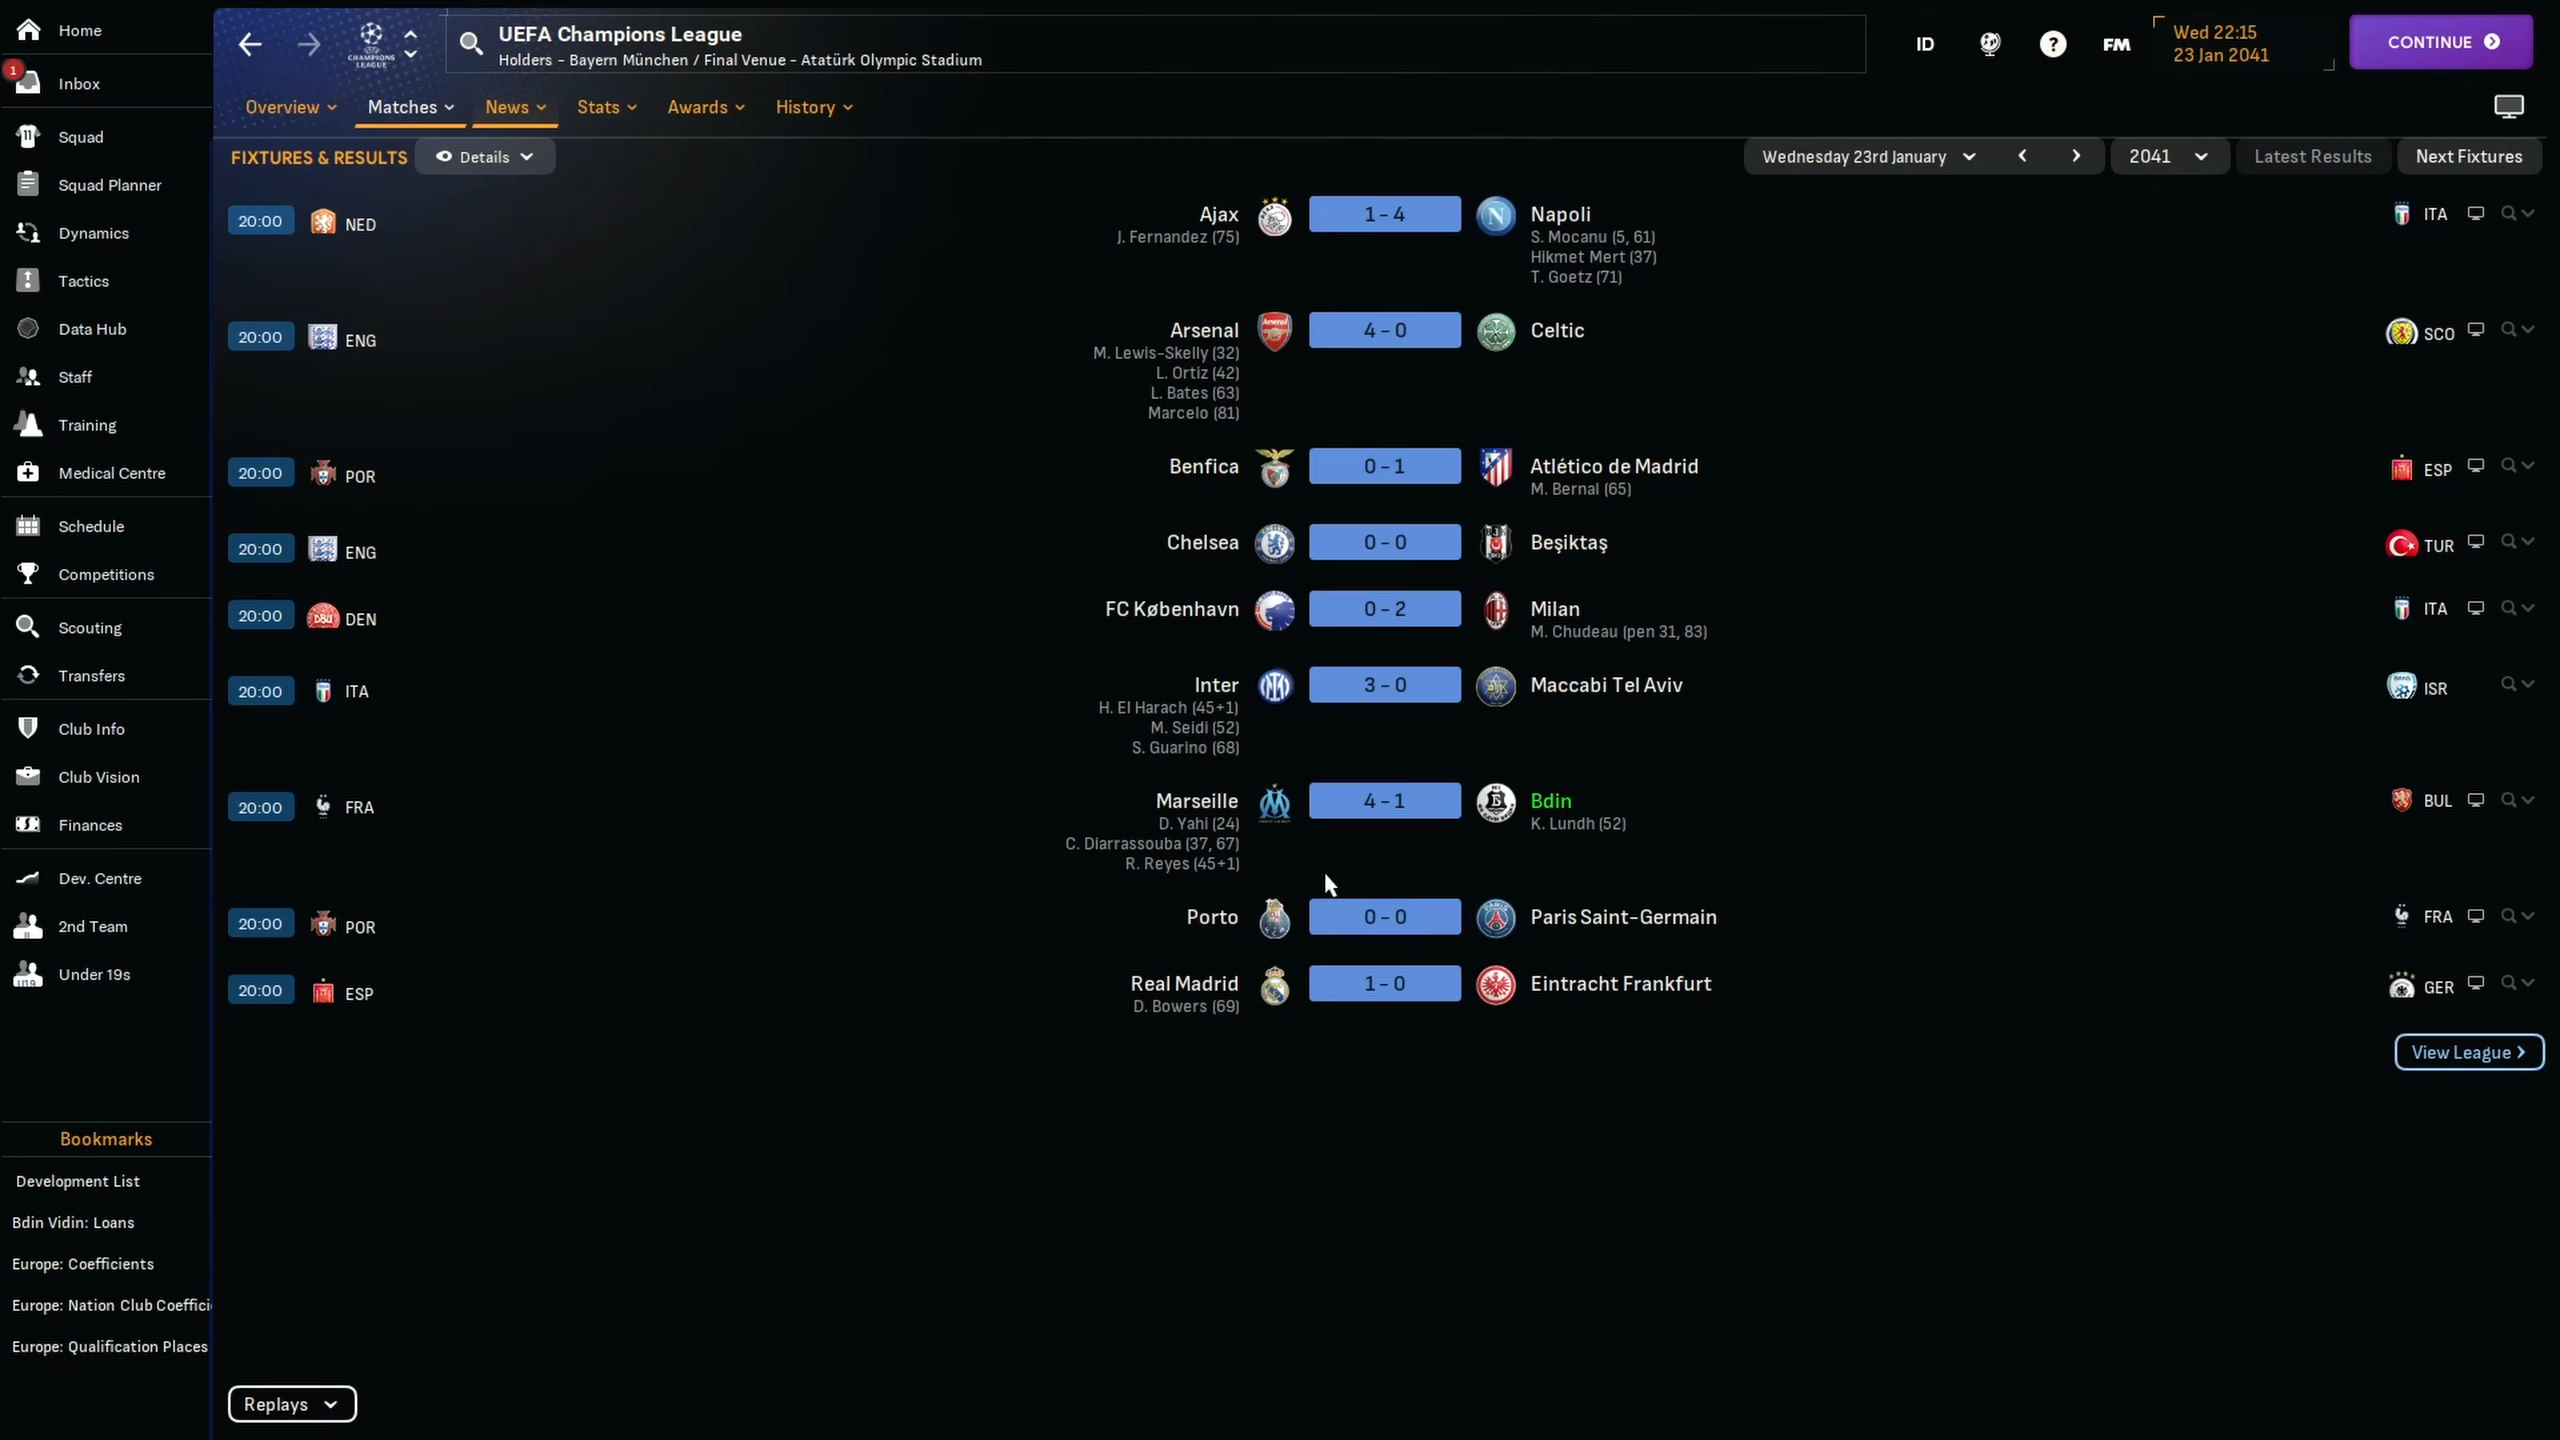 Home
1
Inbox
Squad
Squad Planner
Dynamics
Tactics
Data Hub
Staff
Training
Medical Centre
Schedule
Competitions
Scouting
Transfers
Club Info
Club Vision
Finances
Dev. Centre
2nd Team
Under 19s
Bookmarks
Development List
Bdin Vidin: Loans
Europe: Coefficients
Europe: Nation Club Coeffici
Europe: Qualification Places
CHAMPIONS LEAGUE
UEFA Champions League
Holders - Bayern München / Final Venue - Atatürk Olympic Stadium
ID
FM
Wed 22:15
23 Jan 2041
CONTINUE
Overview Matches News Stats Awards History
FIXTURES & RESULTS Details Wednesday 23rd January 2041 Latest Results Next Fixtures
20:00 NED Ajax 1 - 4 Napoli ITA
J. Fernandez (75) S. Mocanu (5, 61)
Hikmet Mert (37)
T. Goetz (71)
20:00 ENG Arsenal 4 - 0 Celtic SCO
M. Lewis-Skelly (32)
L. Ortiz (42)
L. Bates (63)
Marcelo (81)
20:00 POR Benfica 0 - 1 Atlético de Madrid ESP
M. Bernal (65)
20:00 ENG Chelsea 0 - 0 Beşiktaş TUR
20:00 DEN FC København 0 - 2 Milan ITA
M. Chudeau (pen 31, 83)
20:00 ITA Inter 3 - 0 Maccabi Tel Aviv ISR
H. El Harach (45+1)
M. Seidi (52)
S. Guarino (68)
20:00 FRA Marseille 4 - 1 Bdin BUL
D. Yahi (24) K. Lundh (52)
C. Diarrassouba (37, 67)
R. Reyes (45+1)
20:00 POR Porto 0 - 0 Paris Saint-Germain FRA
20:00 ESP Real Madrid 1 - 0 Eintracht Frankfurt GER
D. Bowers (69)
View League
Replays